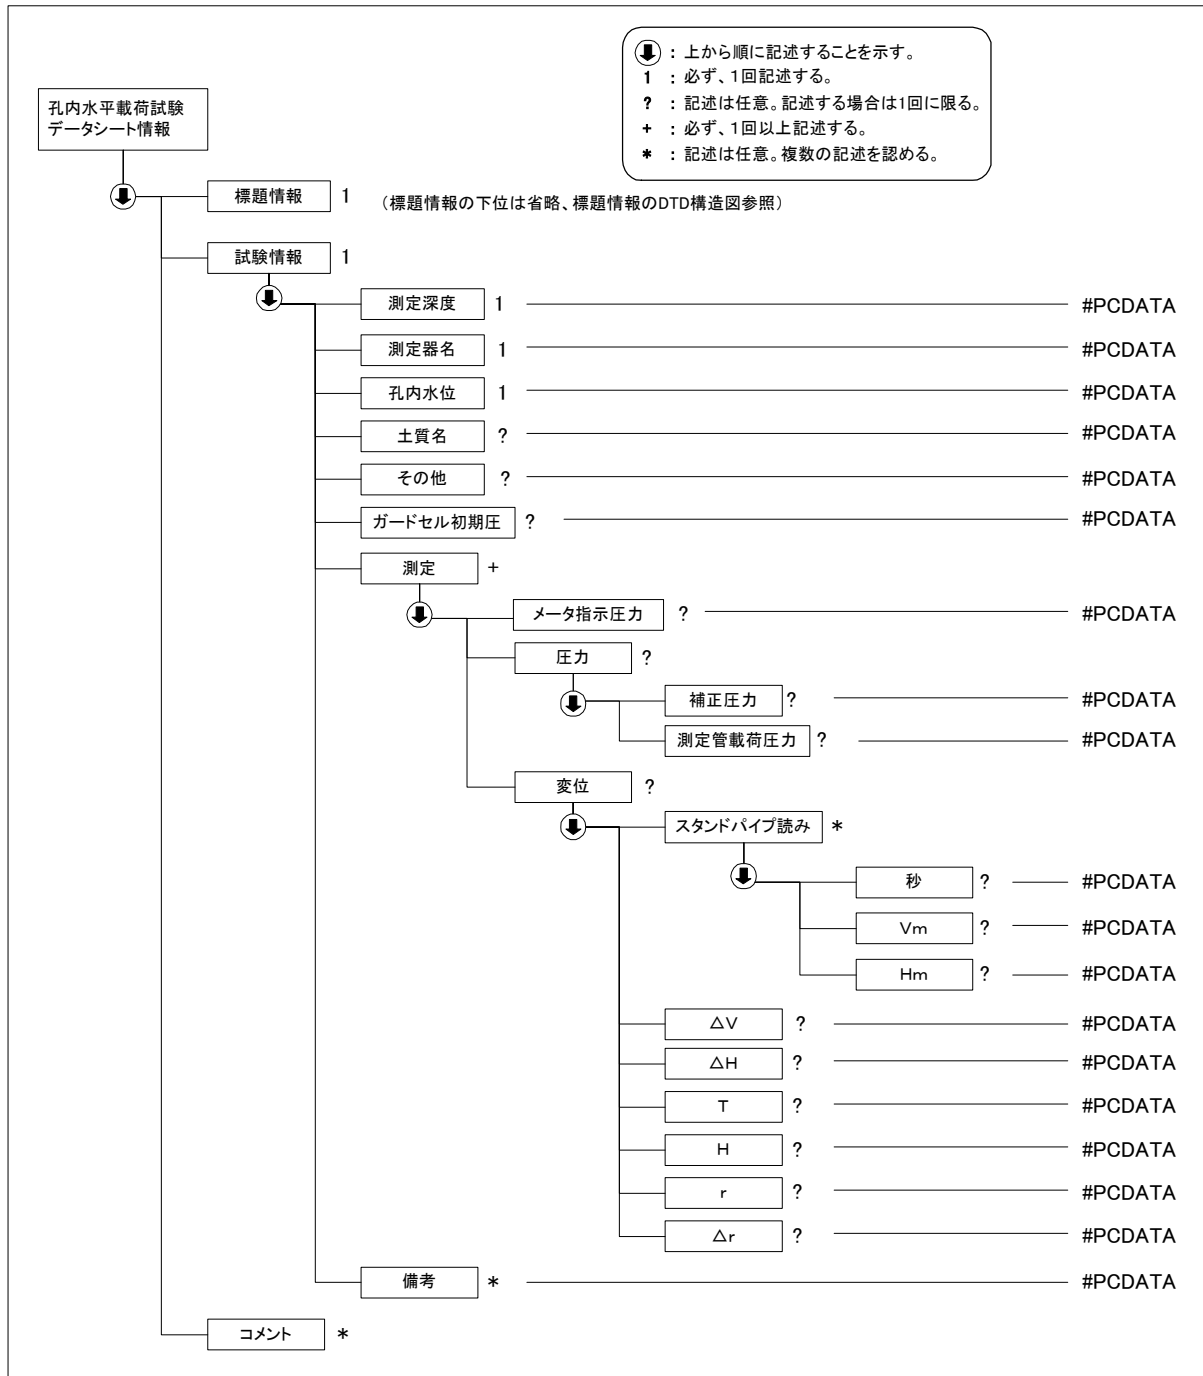 ： 上から順に記述することを示す。
1 ： 必ず、1回記述する。
? ： 記述は任意。記述する場合は1回に限る。
+ ： 必ず、1回以上記述する。
* ： 記述は任意。複数の記述を認める。
孔内水平載荷試験
データシート情報
標題情報 1 （標題情報の下位は省略、標題情報のDTD構造図参照）
試験情報 1
測定深度 1 #PCDATA
測定器名 1 #PCDATA
孔内水位 1 #PCDATA
土質名 ? #PCDATA
その他 ? #PCDATA
ガードセル初期圧 ? #PCDATA
測定 +
メータ指示圧力 ? #PCDATA
圧力 ?
補正圧力 ? #PCDATA
測定管載荷圧力 ? #PCDATA
変位 ?
スタンドパイプ読み *
秒 ? #PCDATA
Ｖｍ ? #PCDATA
Ｈｍ ? #PCDATA
△Ｖ ? #PCDATA
△Ｈ ? #PCDATA
Ｔ ? #PCDATA
Ｈ ? #PCDATA
ｒ ? #PCDATA
△ｒ ? #PCDATA
備考 * #PCDATA
コメント *